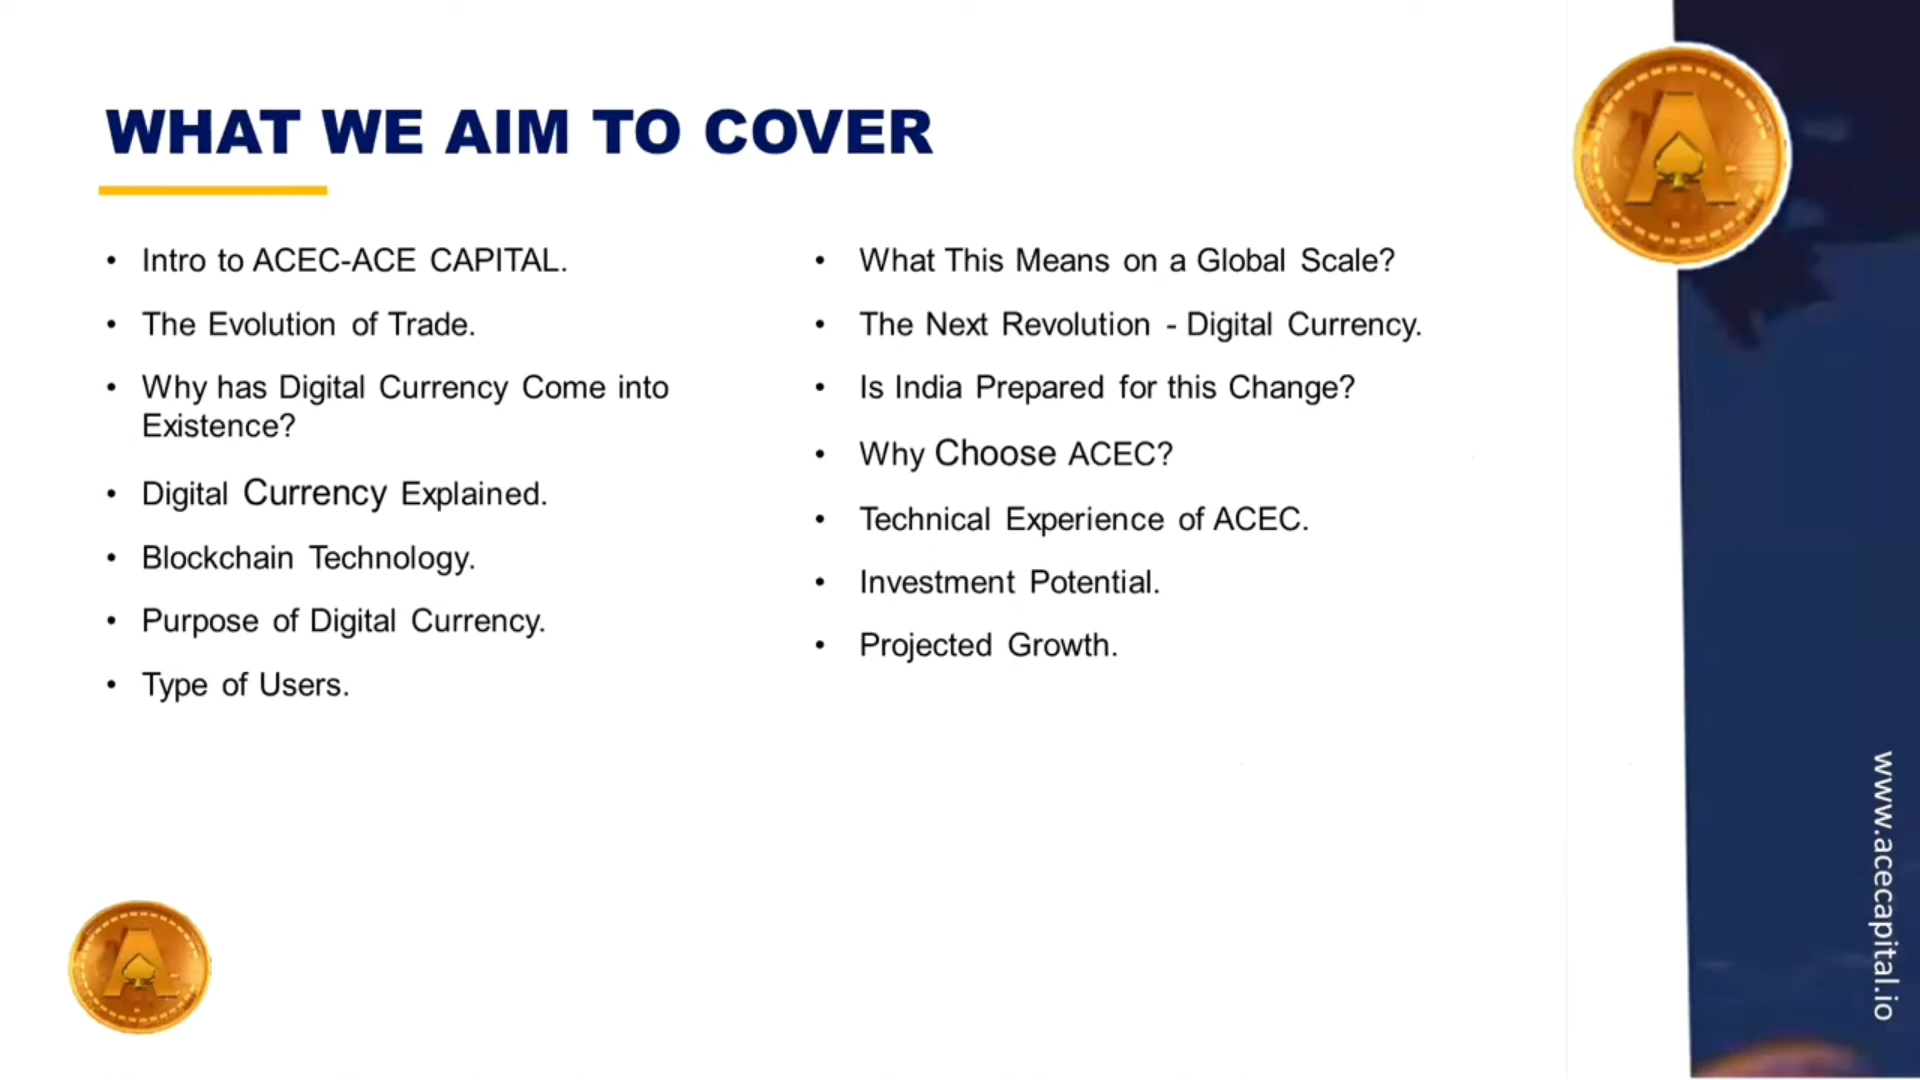 WHAT WE AIM TO COVER
• Intro to ACEC-ACE CAPITAL.
• The Evolution of Trade.
• Why has Digital Currency Come into
Existence?
• Digital Currency Explained.
• Blockchain Technology.
• Purpose of Digital Currency.
• Type of Users.
• What This Means on a Global Scale?
• The Next Revolution - Digital Currency.
• Is India Prepared for this Change?
• Why Choose ACEC?
• Technical Experience of ACEC.
• Investment Potential.
• Projected Growth.
A
A
www.acecapital.io